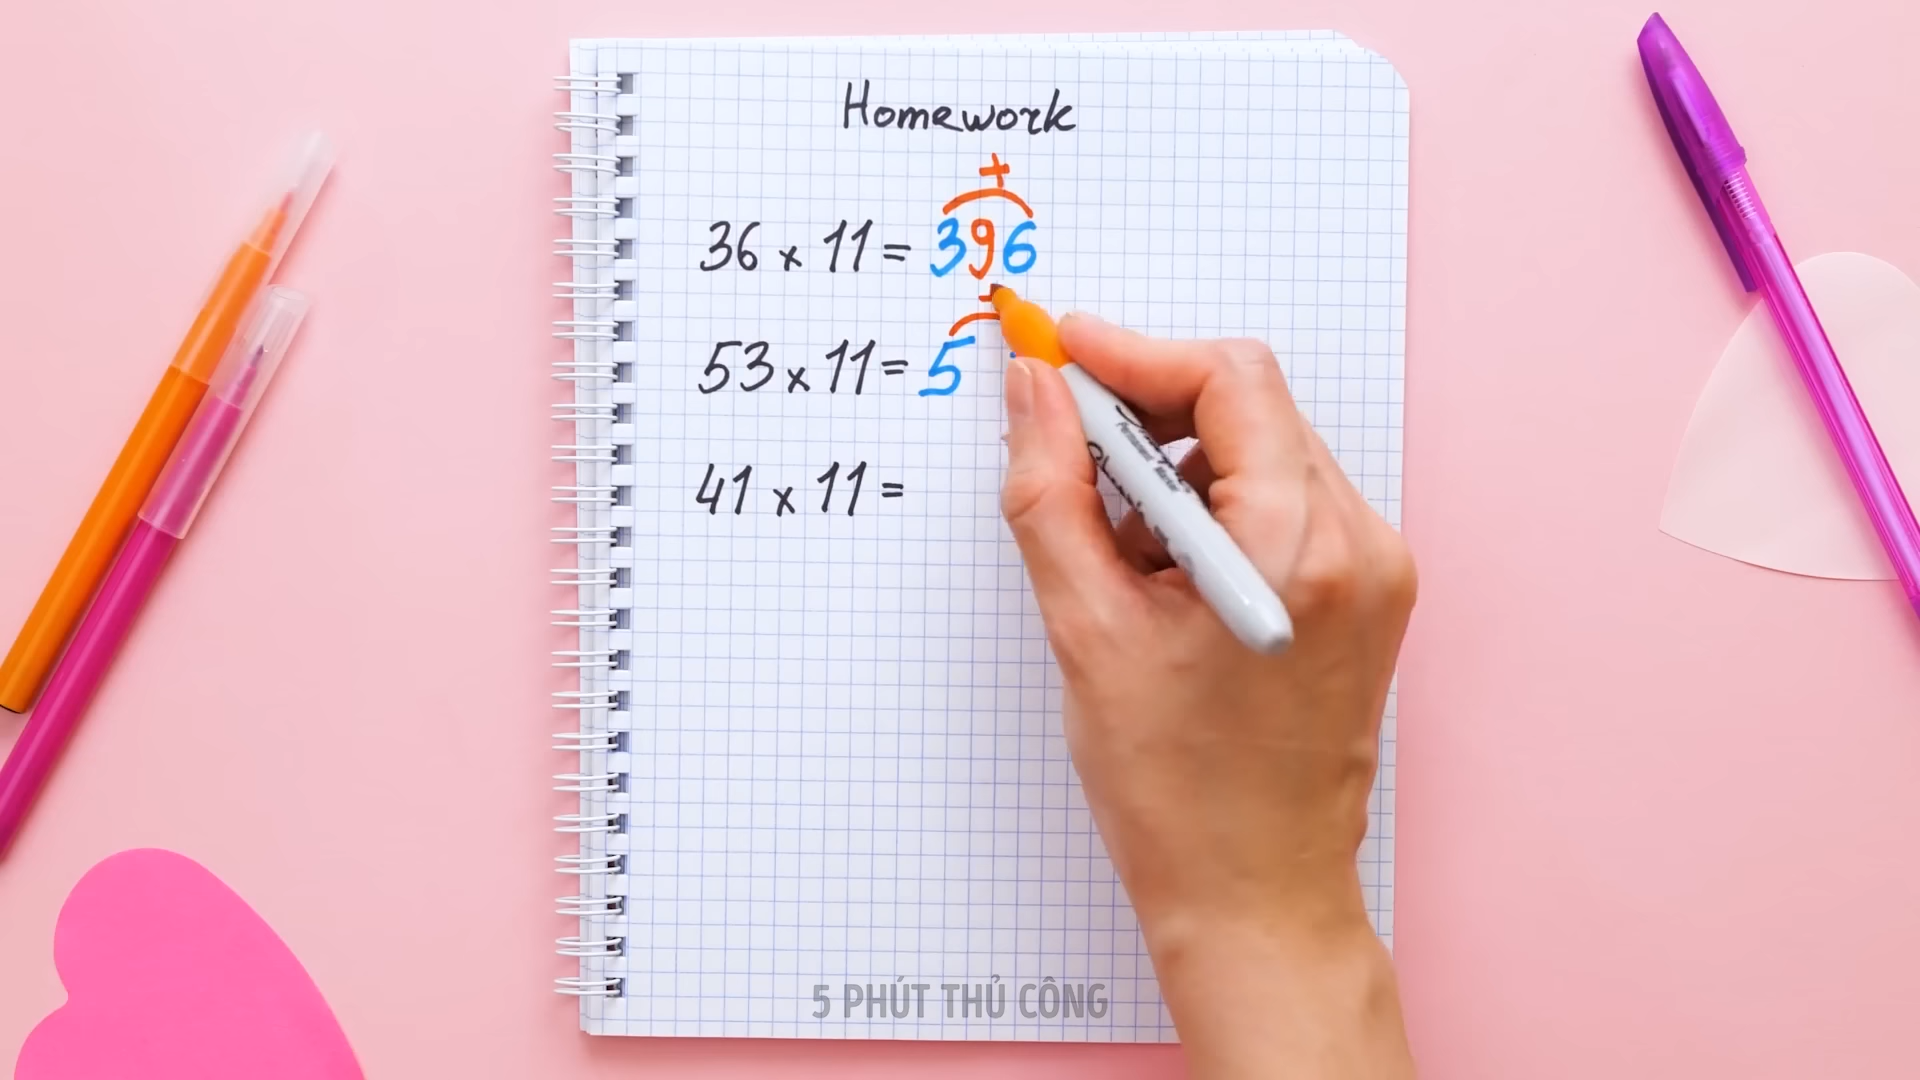 Homework
+
36 x 11 = 396
53 x 11 = 5
41 x 11 =
5 PHÚT THỦ CÔNG